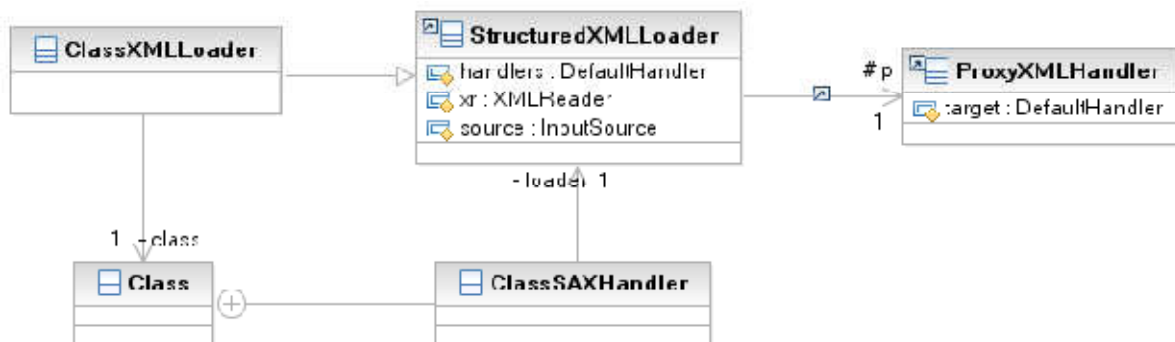 ClassXMLLoader
StructuredXMLLoader
handlers : DefaultHandler
xr : XMLReader
source : InputSource
# p
1
ProxyXMLHandler
target : DefaultHandler
- loader 1
1 - class
Class
ClassSAXHandler